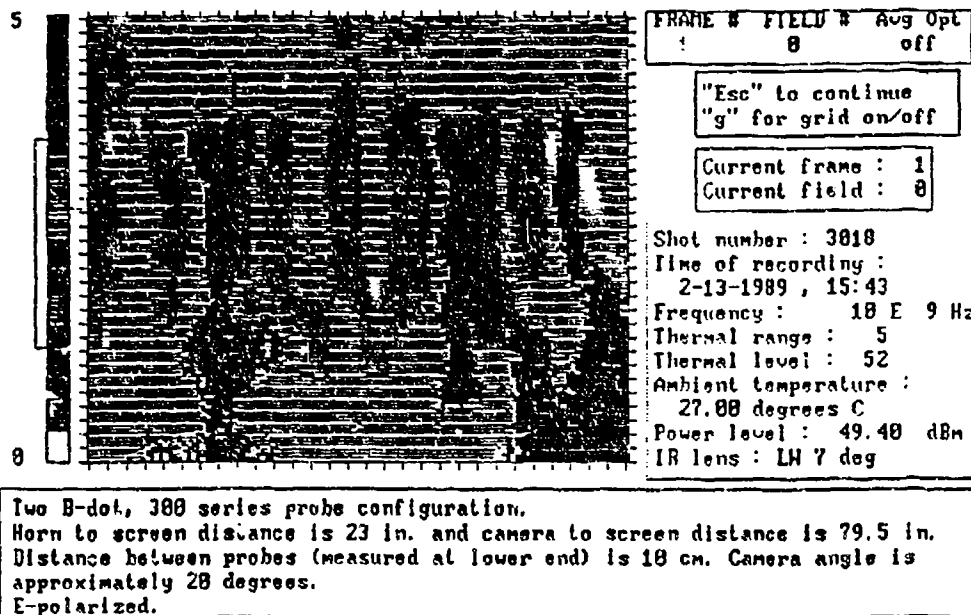 5
FRAME # FIELD # Avg Opt
1 0 off
"Esc" to continue
"g" for grid on/off
Current frame : 1
Current field : 0
Shot number : 3010
Time of recording :
2-13-1989 , 15:43
Frequency : 10 E 9 Hz
Thermal range : 5
Thermal level : 52
Ambient temperature :
27.00 degrees C
Power level : 49.40 dBm
IR lens : LW 7 deg
0
Two B-dot, 300 series probe configuration.
Horn to screen distance is 23 in. and camera to screen distance is 79.5 in.
Distance between probes (measured at lower end) is 10 cm. Camera angle is
approximately 20 degrees.
E-polarized.